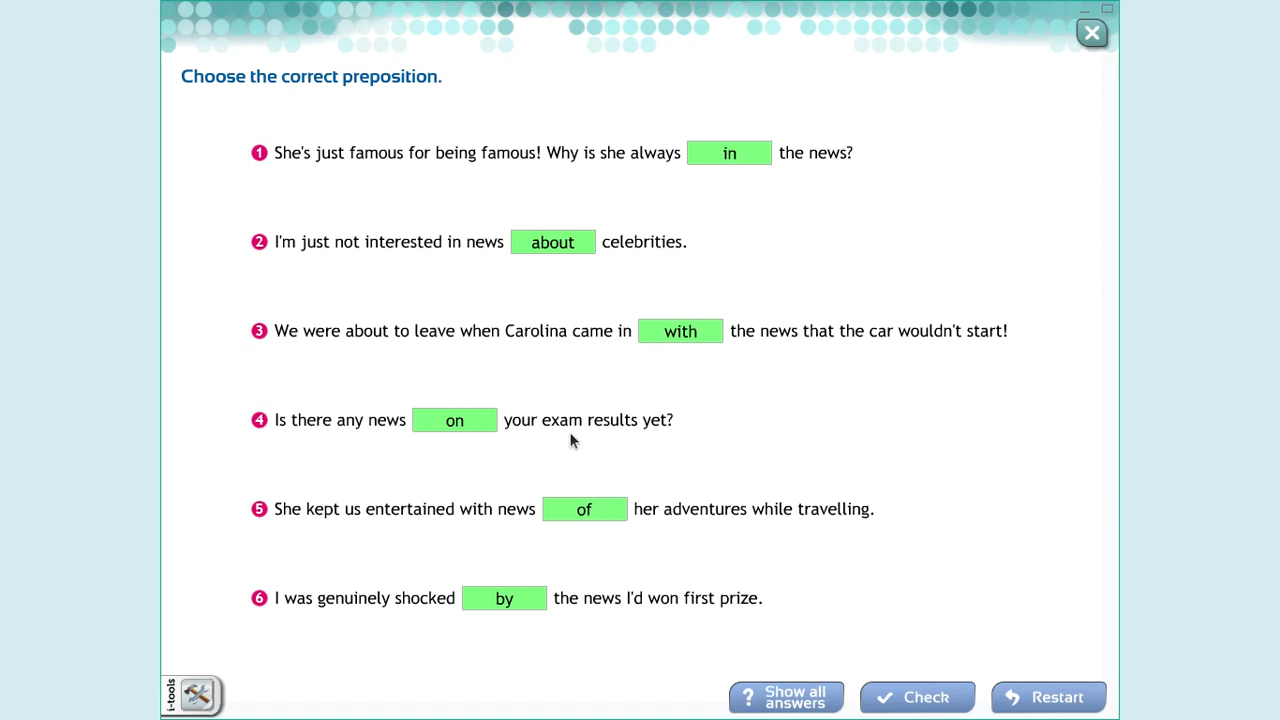 Choose the correct preposition.
1 She's just famous for being famous! Why is she always in the news?
2 I'm just not interested in news about celebrities.
3 We were about to leave when Carolina came in with the news that the car wouldn't start!
4 Is there any news on your exam results yet?
5 She kept us entertained with news of her adventures while travelling.
6 I was genuinely shocked by the news I'd won first prize.
i-tools
? Show all
answers
Check
Restart